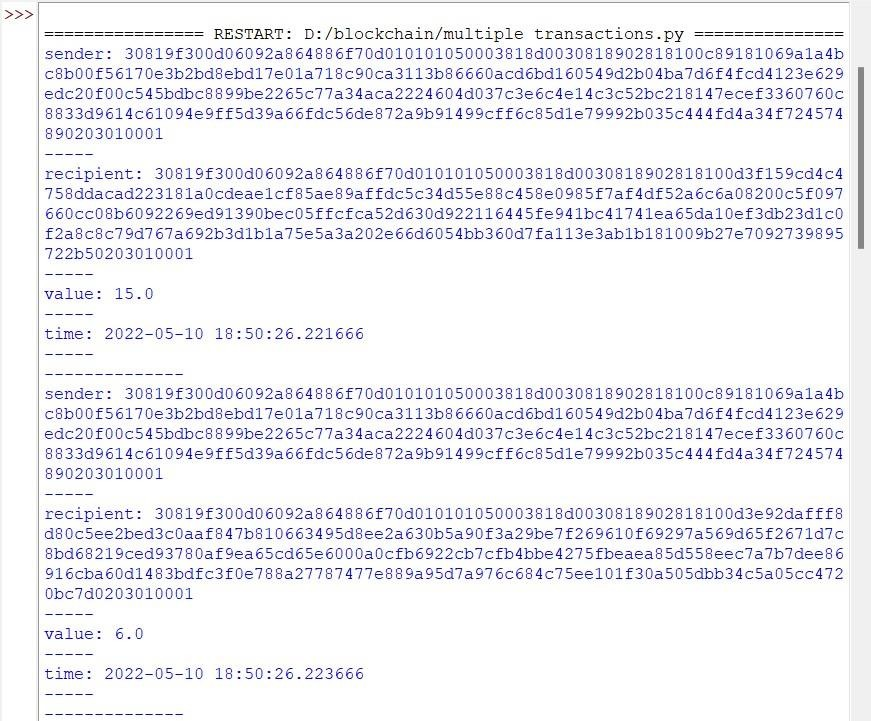 >>>
================ RESTART: D:/blockchain/multiple transactions.py ===============
sender: 30819f300d06092a864886f70d010101050003818d0030818902818100c89181069a1a4b
c8b00f56170e3b2bd8ebd17e01a718c90ca3113b86660acd6bd160549d2b04ba7d6f4fcd4123e629
edc20f00c545bdbc8899be2265c77a34aca2224604d037c3e6c4e14c3c52bc218147ecef3360760c
8833d9614c61094e9ff5d39a66fdc56de872a9b91499cff6c85d1e79992b035c444fd4a34f724574
890203010001
-----
recipient: 30819f300d06092a864886f70d010101050003818d0030818902818100d3f159cd4c4
758ddacad223181a0cdeae1cf85ae89affdc5c34d55e88c458e0985f7af4df52a6c6a08200c5f097
660cc08b6092269ed91390bec05ffcfca52d630d922116445fe941bc41741ea65da10ef3db23d1c0
f2a8c8c79d767a692b3d1b1a75e5a3a202e66d6054bb360d7fa113e3ab1b181009b27e7092739895
722b50203010001
-----
value: 15.0
-----
time: 2022-05-10 18:50:26.221666
-----
--------------
sender: 30819f300d06092a864886f70d010101050003818d0030818902818100c89181069a1a4b
c8b00f56170e3b2bd8ebd17e01a718c90ca3113b86660acd6bd160549d2b04ba7d6f4fcd4123e629
edc20f00c545bdbc8899be2265c77a34aca2224604d037c3e6c4e14c3c52bc218147ecef3360760c
8833d9614c61094e9ff5d39a66fdc56de872a9b91499cff6c85d1e79992b035c444fd4a34f724574
890203010001
-----
recipient: 30819f300d06092a864886f70d010101050003818d0030818902818100d3e92dafff8
d80c5ee2bed3c0aaf847b810663495d8ee2a630b5a90f3a29be7f269610f69297a569d65f2671d7c
8bd68219ced93780af9ea65cd65e6000a0cfb6922cb7cfb4bbe4275fbeaea85d558eec7a7b7dee86
916cba60d1483bdfc3f0e788a27787477e889a95d7a976c684c75ee101f30a505dbb34c5a05cc472
0bc7d0203010001
-----
value: 6.0
-----
time: 2022-05-10 18:50:26.223666
-----
--------------